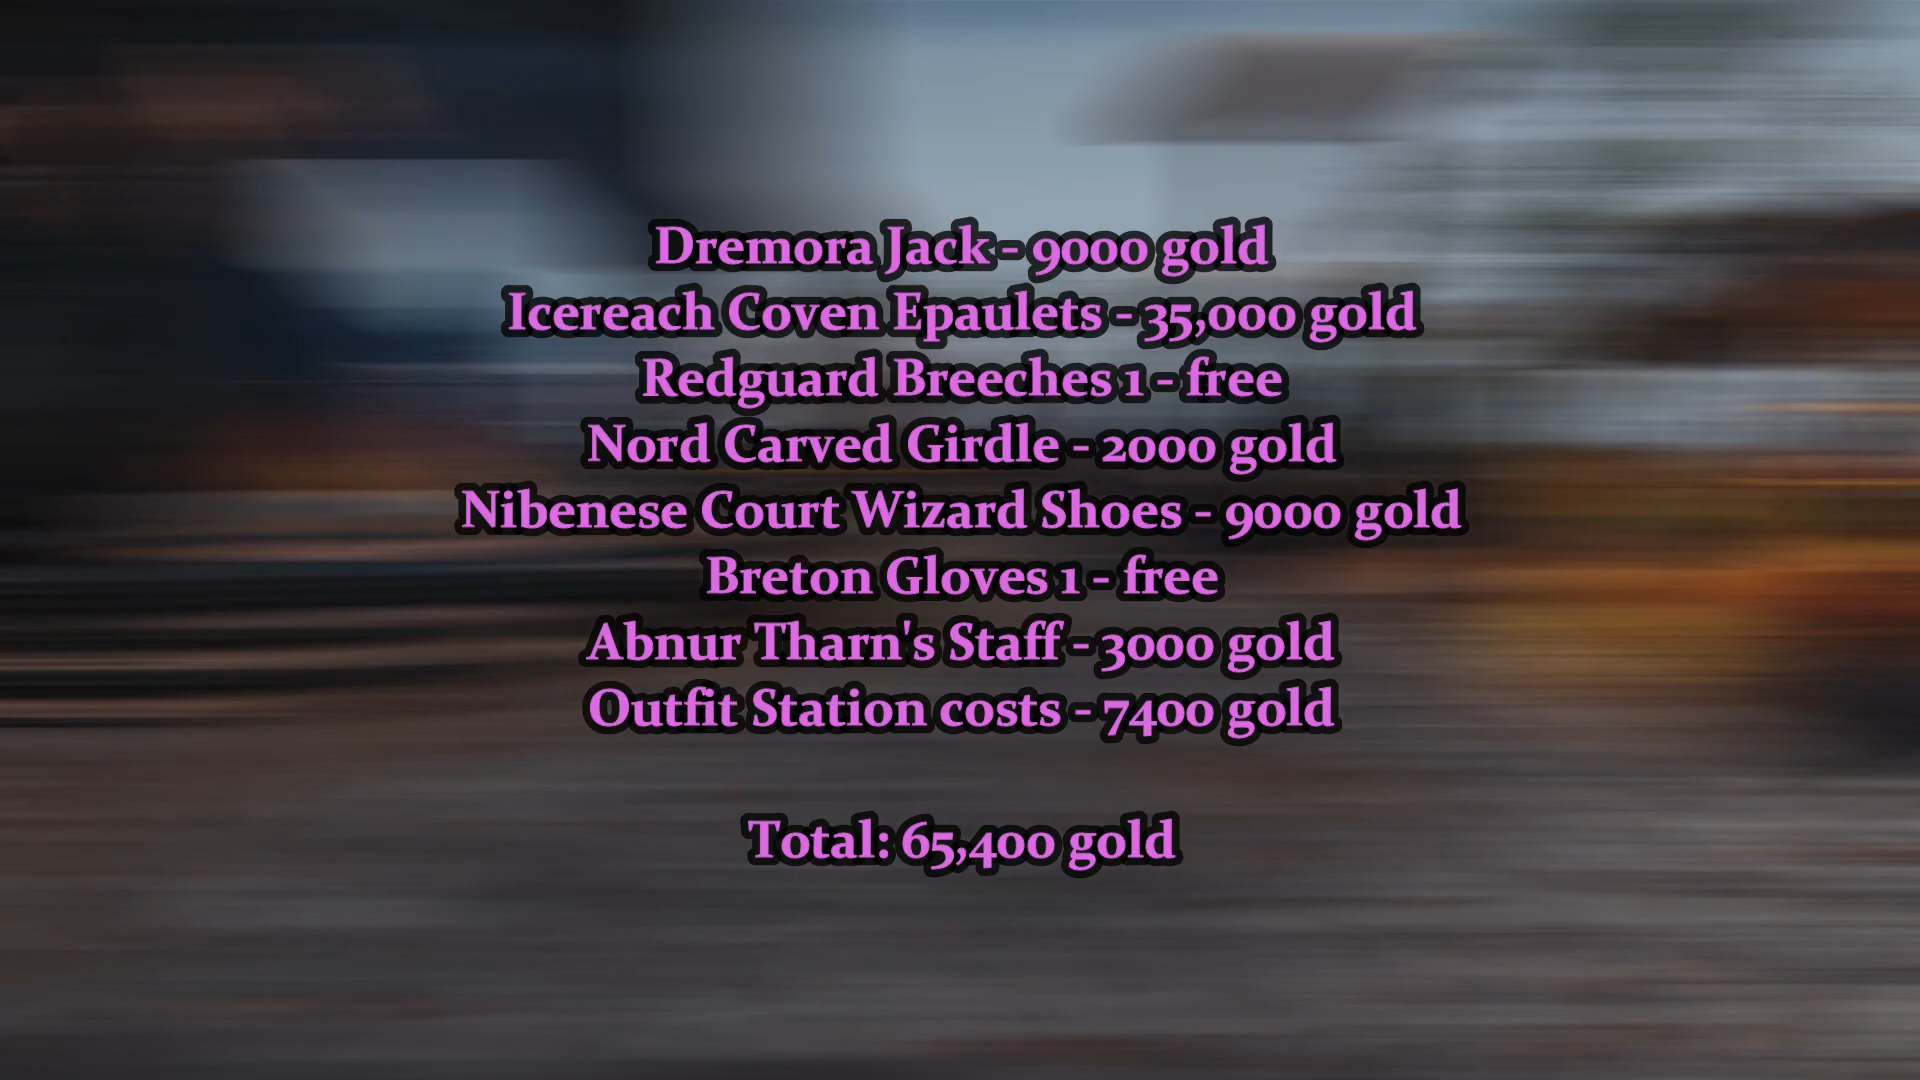 Dremora Jack - 9000 gold
Icereach Coven Epaulets - 35,000 gold
Redguard Breeches 1 - free
Nord Carved Girdle - 2000 gold
Nibenese Court Wizard Shoes - 9000 gold
Breton Gloves 1 - free
Abnur Tharn's Staff - 3000 gold
Outfit Station costs - 7400 gold
Total: 65,400 gold